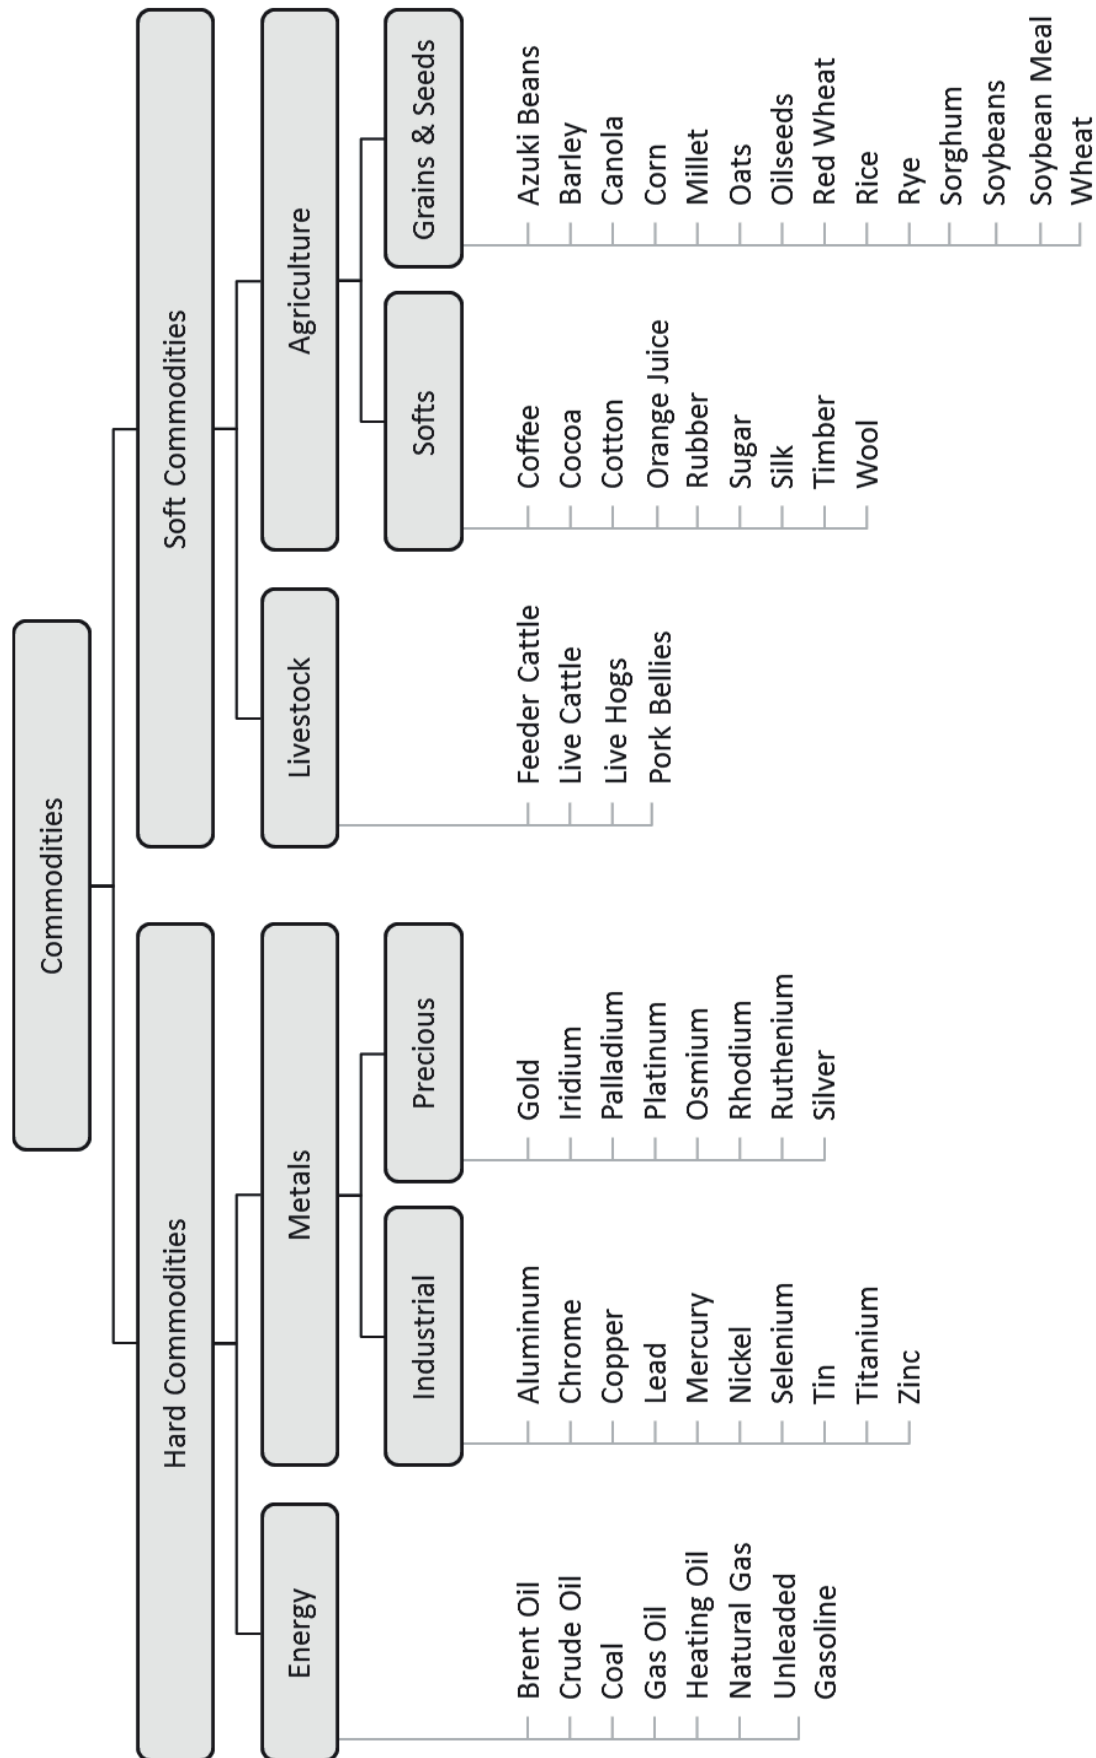 Commodities
Hard Commodities
Soft Commodities
Energy
Metals
Livestock
Agriculture
Industrial
Precious
Softs
Grains & Seeds
Brent Oil
Crude Oil
Coal
Gas Oil
Heating Oil
Natural Gas
Unleaded
Gasoline
Aluminum
Chrome
Copper
Lead
Mercury
Nickel
Selenium
Tin
Titanium
Zinc
Gold
Iridium
Palladium
Platinum
Osmium
Rhodium
Ruthenium
Silver
Feeder Cattle
Live Cattle
Live Hogs
Pork Bellies
Coffee
Cocoa
Cotton
Orange Juice
Rubber
Sugar
Silk
Timber
Wool
Azuki Beans
Barley
Canola
Corn
Millet
Oats
Oilseeds
Red Wheat
Rice
Rye
Sorghum
Soybeans
Soybean Meal
Wheat